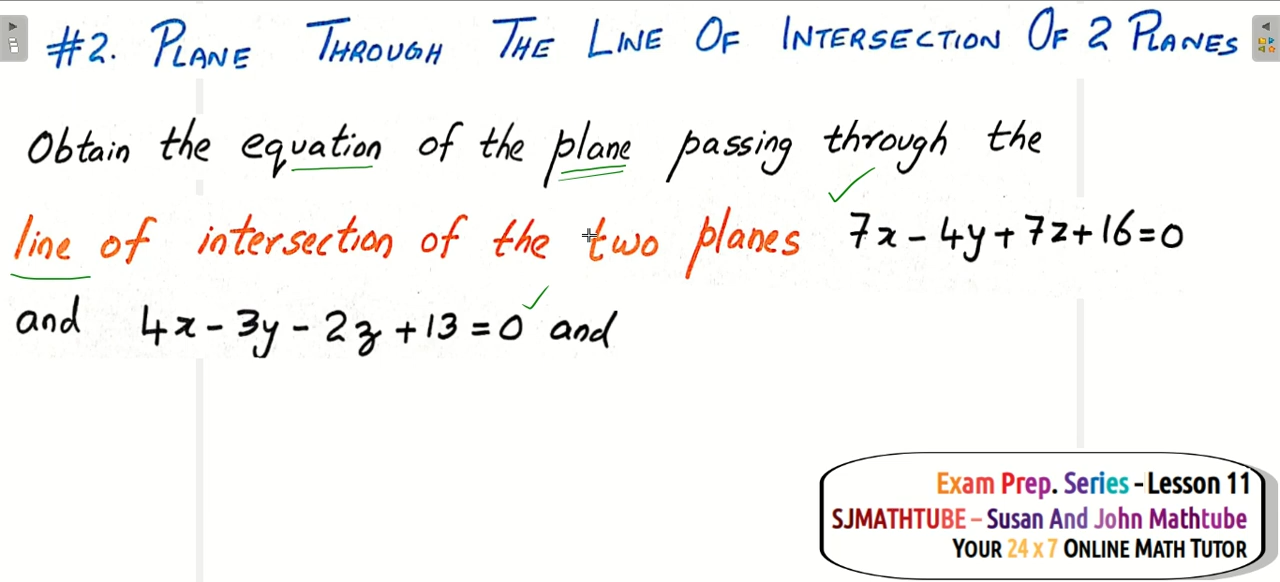 #2. PLANE THROUGH THE LINE OF INTERSECTION OF 2 PLANES
Obtain the equation of the plane passing through the
line of intersection of the two planes 7x - 4y + 7z + 16 = 0
and 4x - 3y - 2z + 13 = 0 and
Exam Prep. Series - Lesson 11
SJMATHTUBE – Susan And John Mathtube
YOUR 24 x 7 ONLINE MATH TUTOR